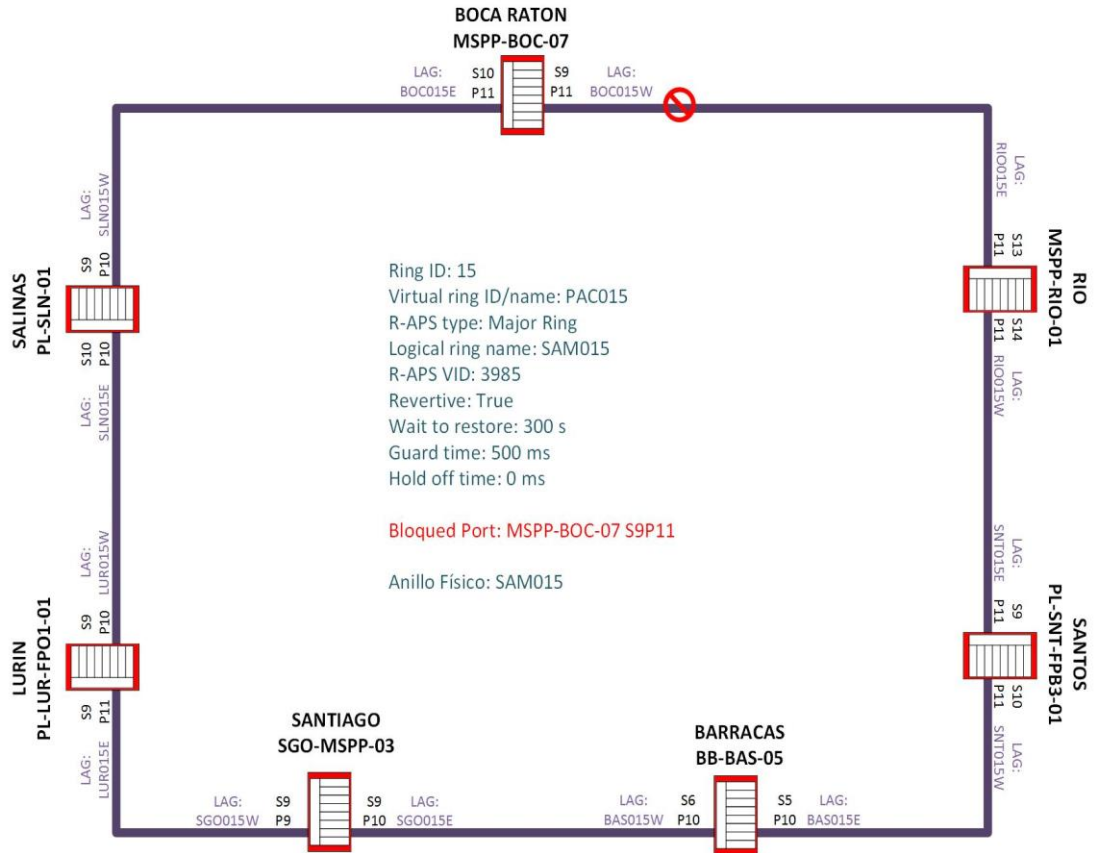 BOCA RATON
MSPP-BOC-07
LAG:
BOC015E
S10
P11
S9
P11
LAG:
BOC015W
LAG:
SLN015W
S9
P10
SALINAS
PL-SLN-01
S10
P10
LAG:
SLN015E
LAG:
RIO015E
S13
P11
RIO
MSPP-RIO-01
S14
P11
LAG:
RIO015W
Ring ID: 15
Virtual ring ID/name: PAC015
R-APS type: Major Ring
Logical ring name: SAM015
R-APS VID: 3985
Revertive: True
Wait to restore: 300 s
Guard time: 500 ms
Hold off time: 0 ms
Bloqued Port: MSPP-BOC-07 S9P11
Anillo Físico: SAM015
LAG:
LUR015W
S9
P10
LURIN
PL-LUR-FPO1-01
S9
P11
LAG:
LUR015E
LAG:
SNT015E
S9
P11
SANTOS
PL-SNT-FPB3-01
S10
P11
LAG:
SNT015W
SANTIAGO
SGO-MSPP-03
LAG:
SGO015W
S9
P9
S9
P10
LAG:
SGO015E
BARRACAS
BB-BAS-05
LAG:
BAS015W
S6
P10
S5
P10
LAG:
BAS015E